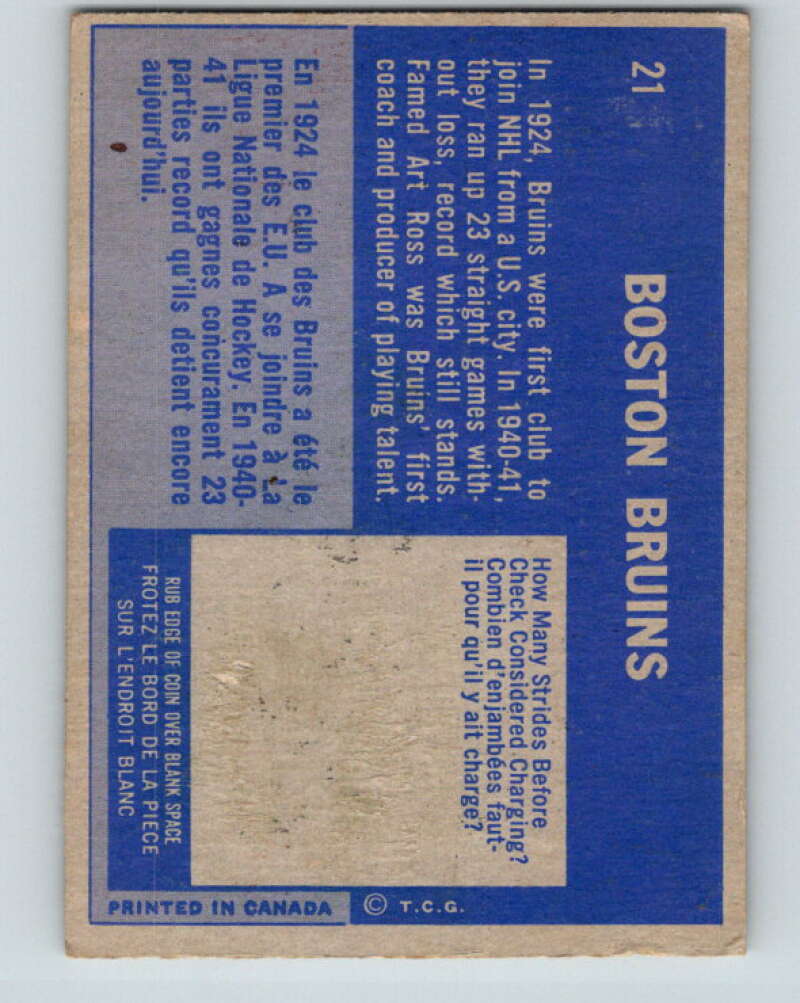 21
BOSTON BRUINS
In 1924, Bruins were first club to
join NHL from a U.S. city. In 1940-41,
they ran up 23 straight games with-
out loss, record which still stands.
Famed Art Ross was Bruins' first
coach and producer of playing talent.
En 1924 le club des Bruins a été le
premier des E.U. A se joindre à La
Ligue Nationale de Hockey. En 1940-
41 ils ont gagnes concurament 23
parties record qu'ils detient encore
aujourd'hui.
How Many Strides Before
Check Considered Charging?
Combien d'enjambées faut-
il pour qu'il y ait charge?
RUB EDGE OF COIN OVER BLANK SPACE
FROTEZ LE BORD DE LA PIECE
SUR L'ENDROIT BLANC
© T.C.G.
PRINTED IN CANADA